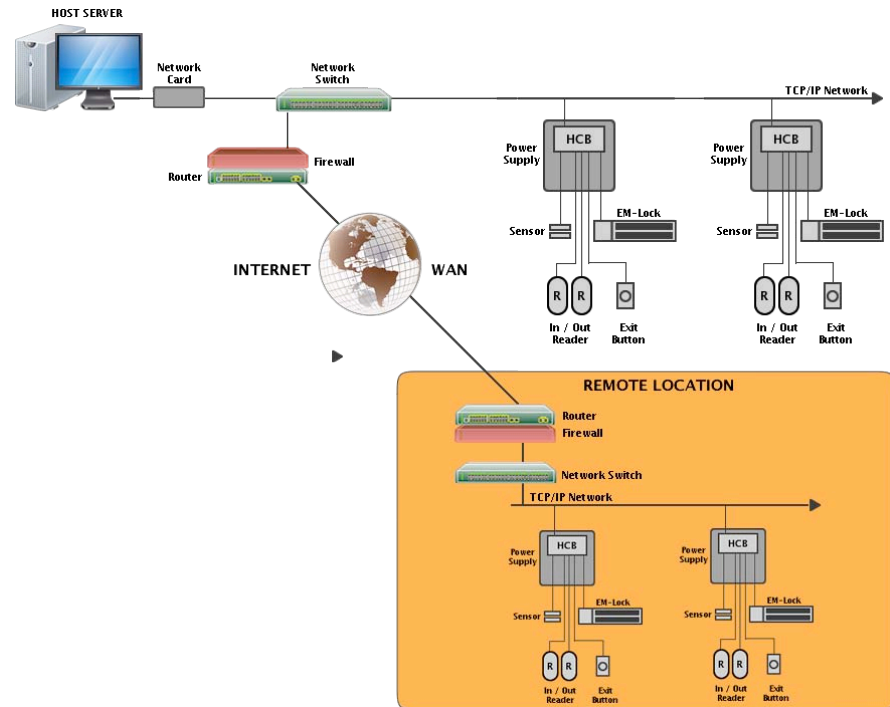 HOST SERVER
Network
Card
Network
Switch
TCP/IP Network
Firewall
Router
Power
Supply
HCB
Sensor
EM-Lock
R R
In / Out
Reader
Exit
Button
Power
Supply
HCB
Sensor
EM-Lock
R R
In / Out
Reader
Exit
Button
INTERNET
WAN
REMOTE LOCATION
Router
Firewall
Network Switch
TCP/IP Network
Power
Supply
HCB
Sensor
EM-Lock
R R
In / Out
Reader
Exit
Button
Power
Supply
HCB
Sensor
EM-Lock
R R
In / Out
Reader
Exit
Button